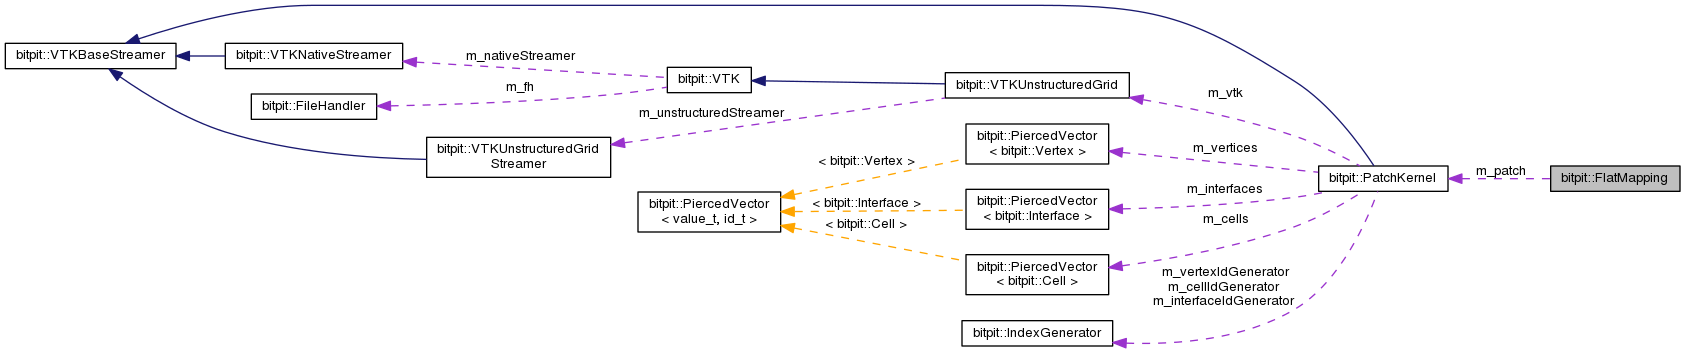 bitpit::VTKBaseStreamer
bitpit::VTKNativeStreamer
m_nativeStreamer
bitpit::VTK
m_fh
bitpit::FileHandler
bitpit::VTKUnstructuredGrid
m_unstructuredStreamer
bitpit::VTKUnstructuredGrid
Streamer
m_vtk
bitpit::PiercedVector
< bitpit::Vertex >
m_vertices
< bitpit::Vertex >
bitpit::PatchKernel
m_patch
bitpit::FlatMapping
bitpit::PiercedVector
< value_t, id_t >
< bitpit::Interface >
bitpit::PiercedVector
< bitpit::Interface >
m_interfaces
< bitpit::Cell >
m_cells
bitpit::PiercedVector
< bitpit::Cell >
m_vertexIdGenerator
m_cellIdGenerator
m_interfaceIdGenerator
bitpit::IndexGenerator